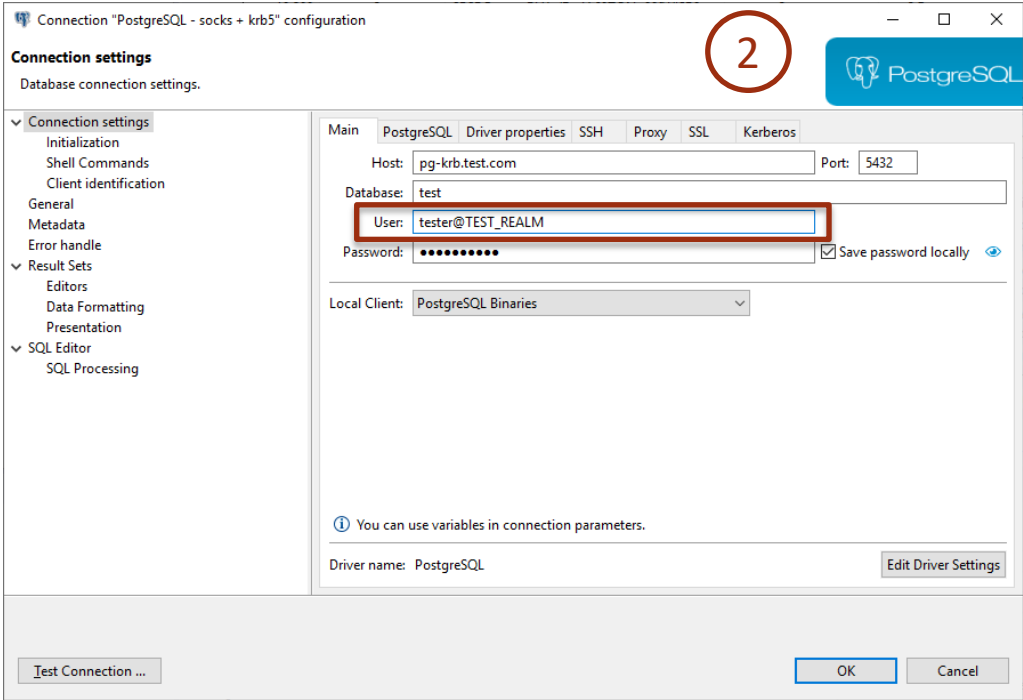 Connection "PostgreSQL - socks + krb5" configuration
Connection settings
Database connection settings.
2
PostgreSQL
Connection settings
Initialization
Shell Commands
Client identification
General
Metadata
Error handle
Result Sets
Editors
Data Formatting
Presentation
SQL Editor
SQL Processing
Main PostgreSQL Driver properties SSH Proxy SSL Kerberos
Host: pg-krb.test.com Port: 5432
Database: test
User: tester@TEST_REALM
Password: •••••••••• Save password locally
Local Client: PostgreSQL Binaries
You can use variables in connection parameters.
Driver name: PostgreSQL Edit Driver Settings
Test Connection ... OK Cancel